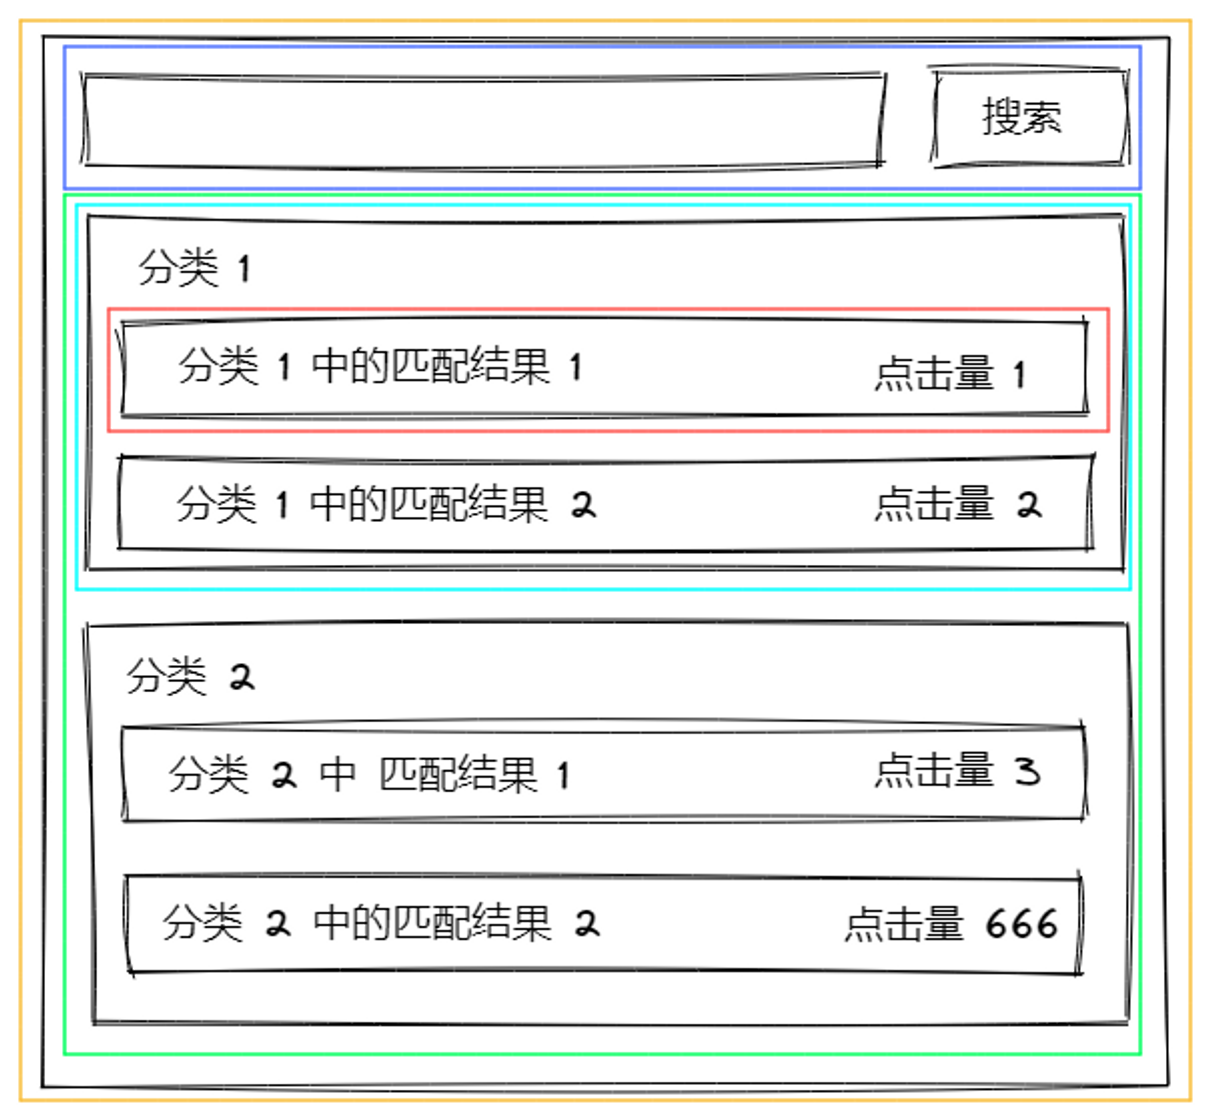 搜索
分类 1
分类 1 中的匹配结果 1 点击量 1
分类 1 中的匹配结果 2 点击量 2
分类 2
分类 2 中 匹配结果 1 点击量 3
分类 2 中的匹配结果 2 点击量 666